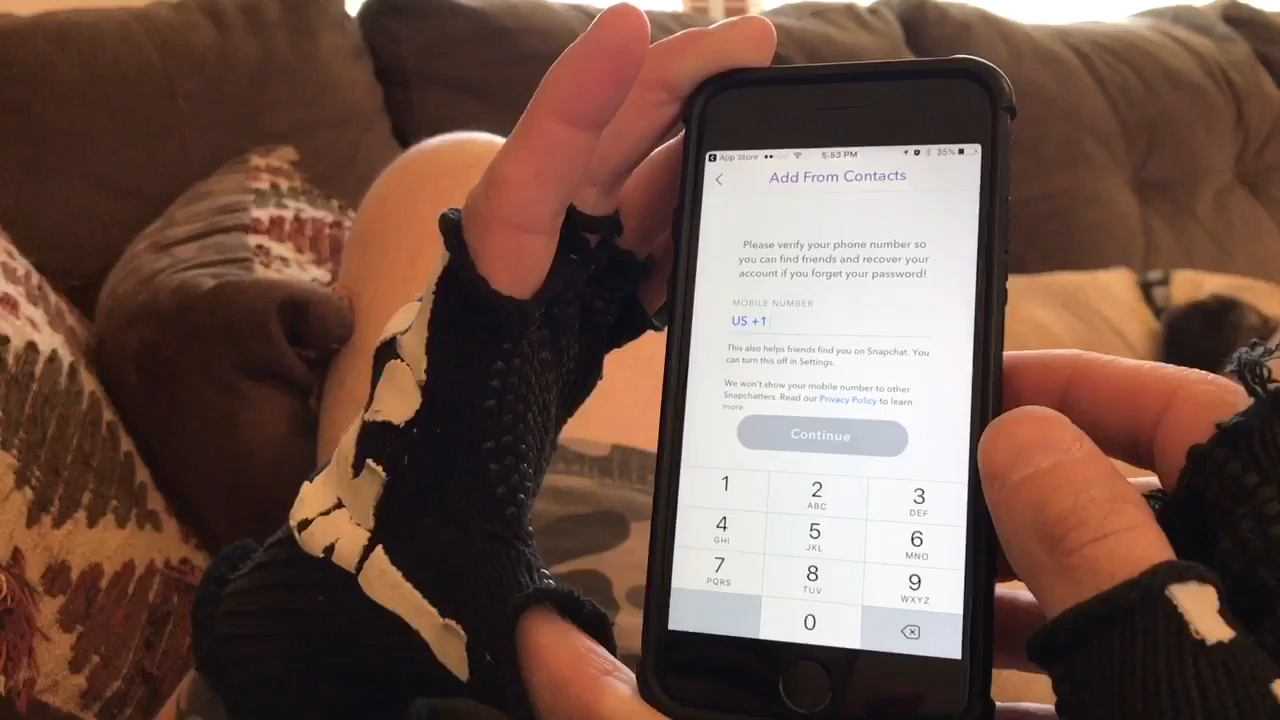 App Store 5:53 PM 35%
Add From Contacts
Please verify your phone number so
you can find friends and recover your
account if you forget your password!
MOBILE NUMBER
US +1
This also helps friends find you on Snapchat. You
can turn this off in Settings.
We won't show your mobile number to other
Snapchatters. Read our Privacy Policy to learn
more
Continue
1 2 3
ABC DEF
4 5 6
GHI JKL MNO
7 8 9
PQRS TUV WXYZ
0